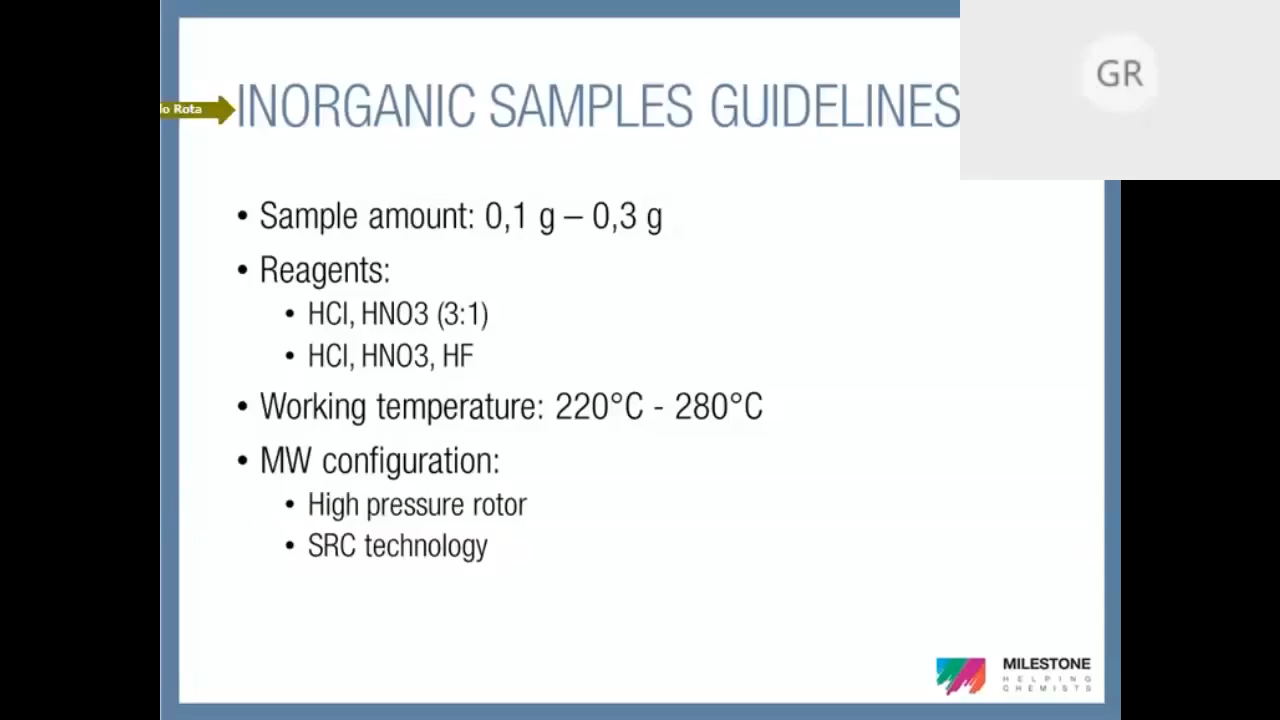 GR
o Rota
INORGANIC SAMPLES GUIDELINES
• Sample amount: 0,1 g – 0,3 g
• Reagents:
• HCl, HNO3 (3:1)
• HCl, HNO3, HF
• Working temperature: 220°C - 280°C
• MW configuration:
• High pressure rotor
• SRC technology
MILESTONE
HELPING
CHEMISTS